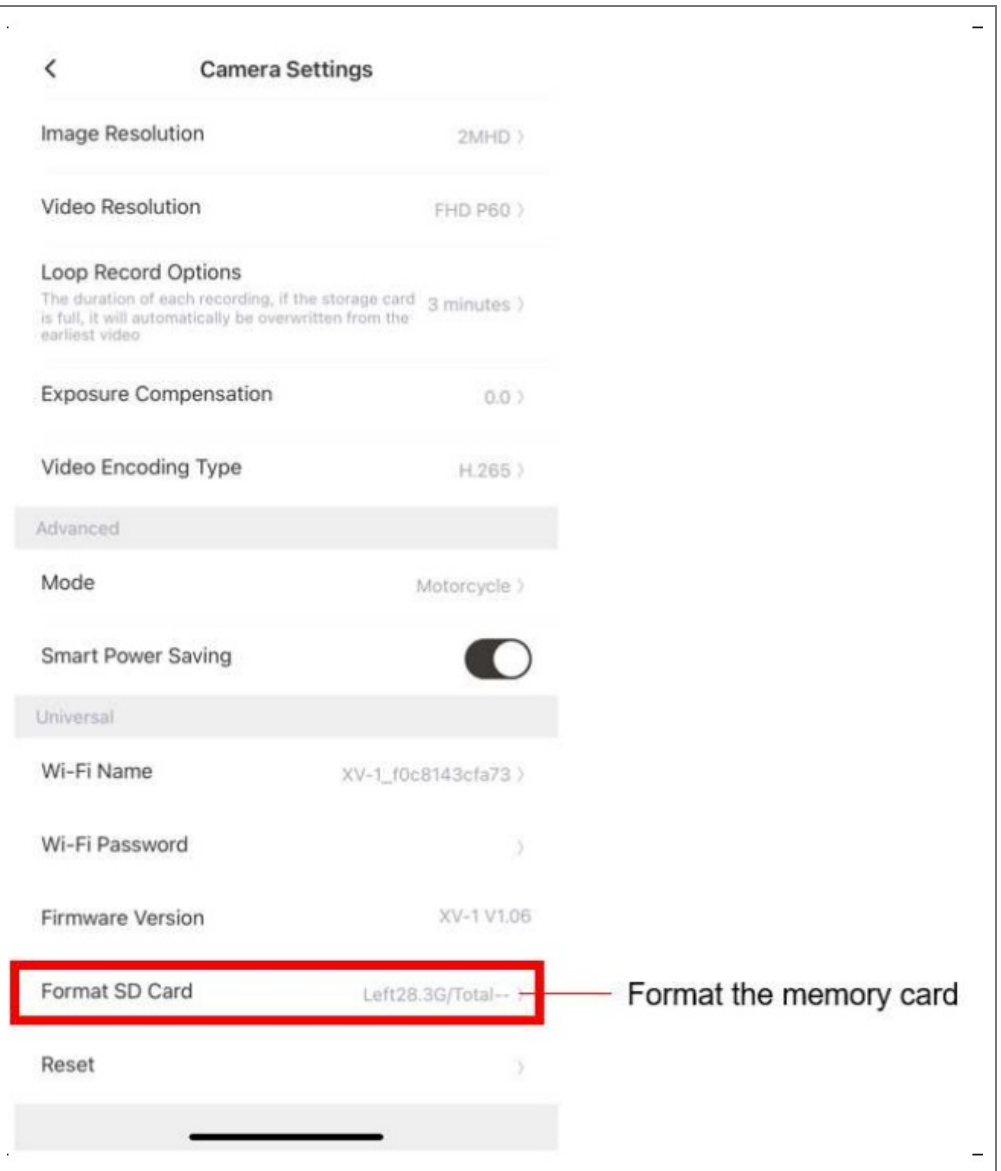 Camera Settings
Image Resolution 2MHD
Video Resolution FHD P60
Loop Record Options
The duration of each recording, if the storage card
is full, it will automatically be overwritten from the
earliest video
3 minutes
Exposure Compensation 0.0
Video Encoding Type H.265
Advanced
Mode Motorcycle
Smart Power Saving
Universal
Wi-Fi Name XV-1_f0c8143cfa73
Wi-Fi Password
Firmware Version XV-1 V1.06
Format SD Card Left28.3G/Total--
Format the memory card
Reset